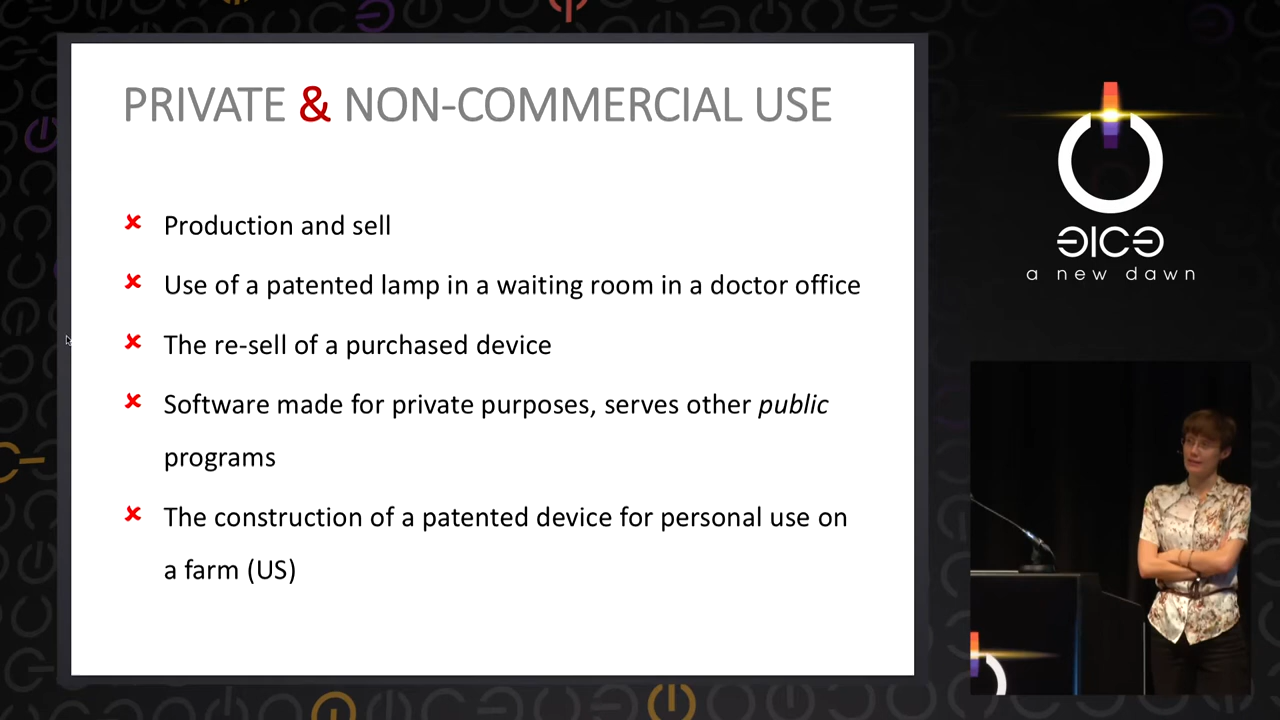 PRIVATE & NON-COMMERCIAL USE
✘ Production and sell
✘ Use of a patented lamp in a waiting room in a doctor office
✘ The re-sell of a purchased device
✘ Software made for private purposes, serves other public
programs
✘ The construction of a patented device for personal use on
a farm (US)
31C3
a new dawn